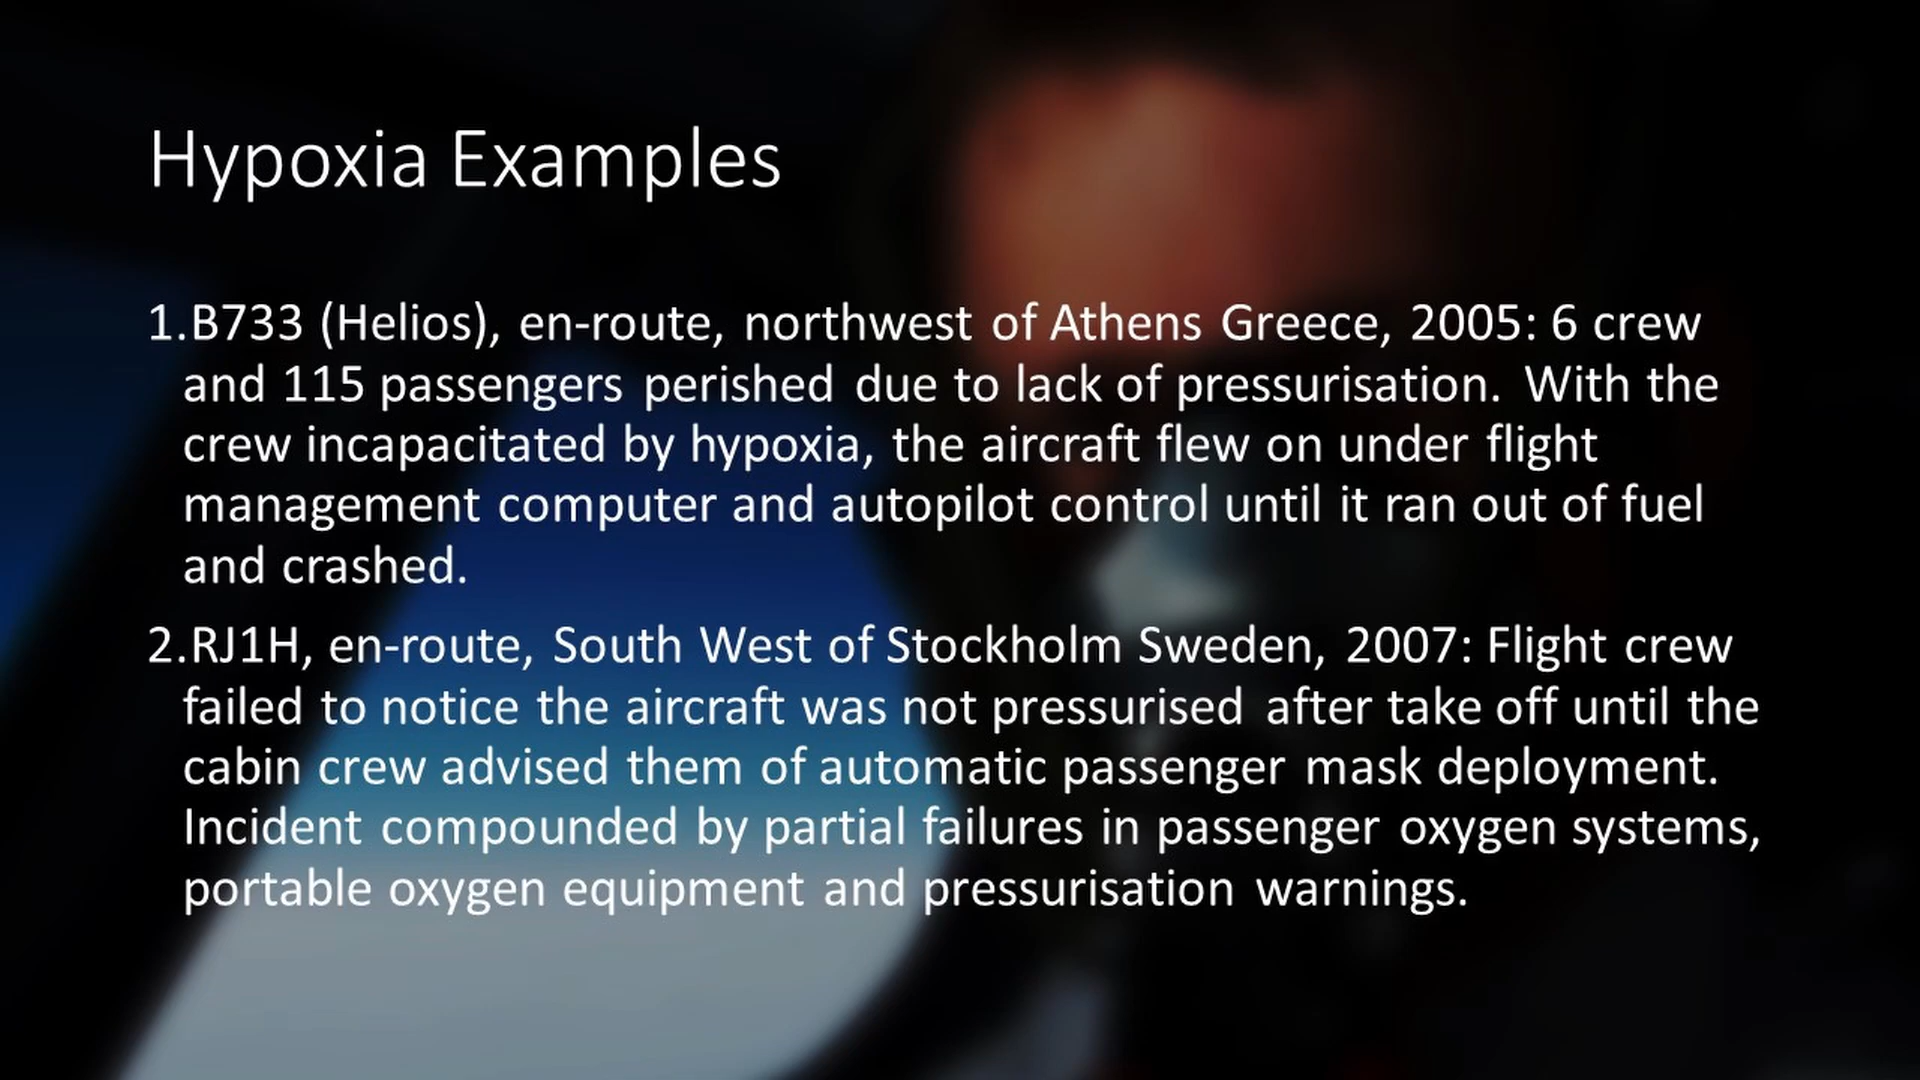 Hypoxia Examples
1.B733 (Helios), en-route, northwest of Athens Greece, 2005: 6 crew
and 115 passengers perished due to lack of pressurisation. With the
crew incapacitated by hypoxia, the aircraft flew on under flight
management computer and autopilot control until it ran out of fuel
and crashed.
2.RJ1H, en-route, South West of Stockholm Sweden, 2007: Flight crew
failed to notice the aircraft was not pressurised after take off until the
cabin crew advised them of automatic passenger mask deployment.
Incident compounded by partial failures in passenger oxygen systems,
portable oxygen equipment and pressurisation warnings.